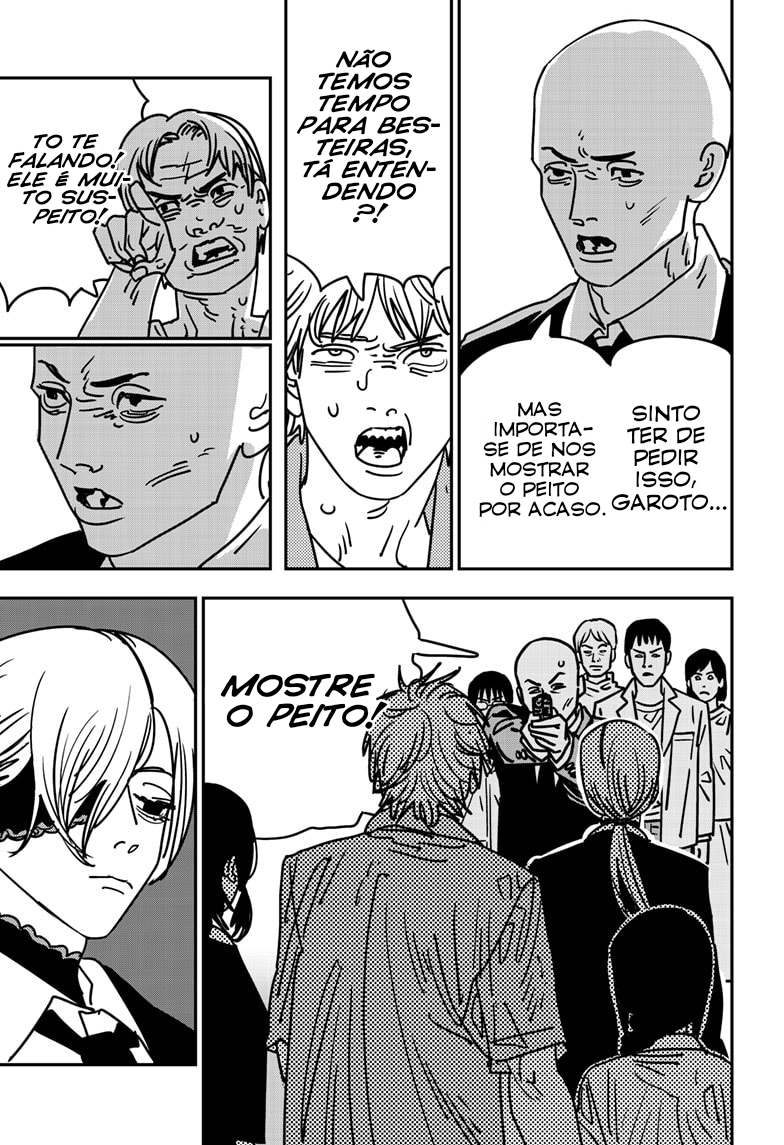 SINTO
TER DE
PEDIR
ISSO,
GAROTO...
MAS
IMPORTA-
SE DE NOS
MOSTRAR
O PEITO
POR ACASO.
NÃO
TEMOS
TEMPO
PARA BES-
TEIRAS,
TÁ ENTEN-
DENDO
?!
TO TE
FALANDO!
ELE É MUI-
TO SUS-
PEITO!
MOSTRE
O PEITO!